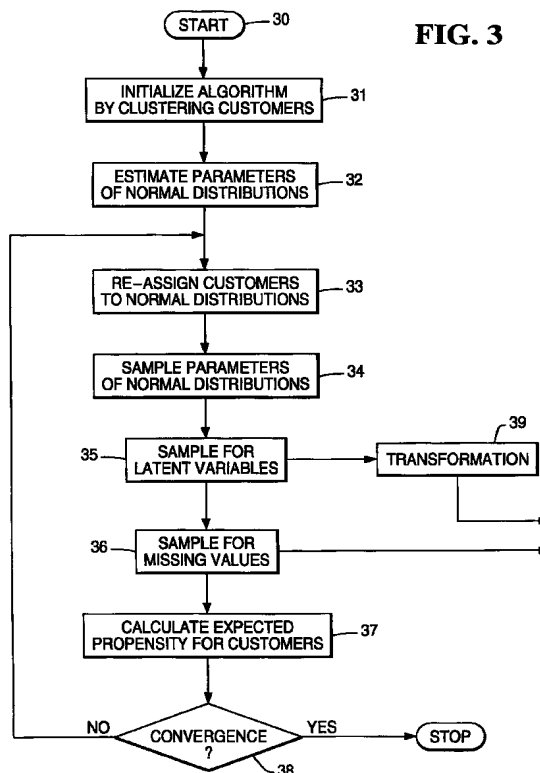 START
30
FIG. 3
INITIALIZE ALGORITHM
BY CLUSTERING CUSTOMERS
31
ESTIMATE PARAMETERS
OF NORMAL DISTRIBUTIONS
32
RE-ASSIGN CUSTOMERS
TO NORMAL DISTRIBUTIONS
33
SAMPLE PARAMETERS
OF NORMAL DISTRIBUTIONS
34
35
SAMPLE FOR
LATENT VARIABLES
39
TRANSFORMATION
36
SAMPLE FOR
MISSING VALUES
CALCULATE EXPECTED
PROPENSITY FOR CUSTOMERS
37
NO
CONVERGENCE
?
YES
STOP
38